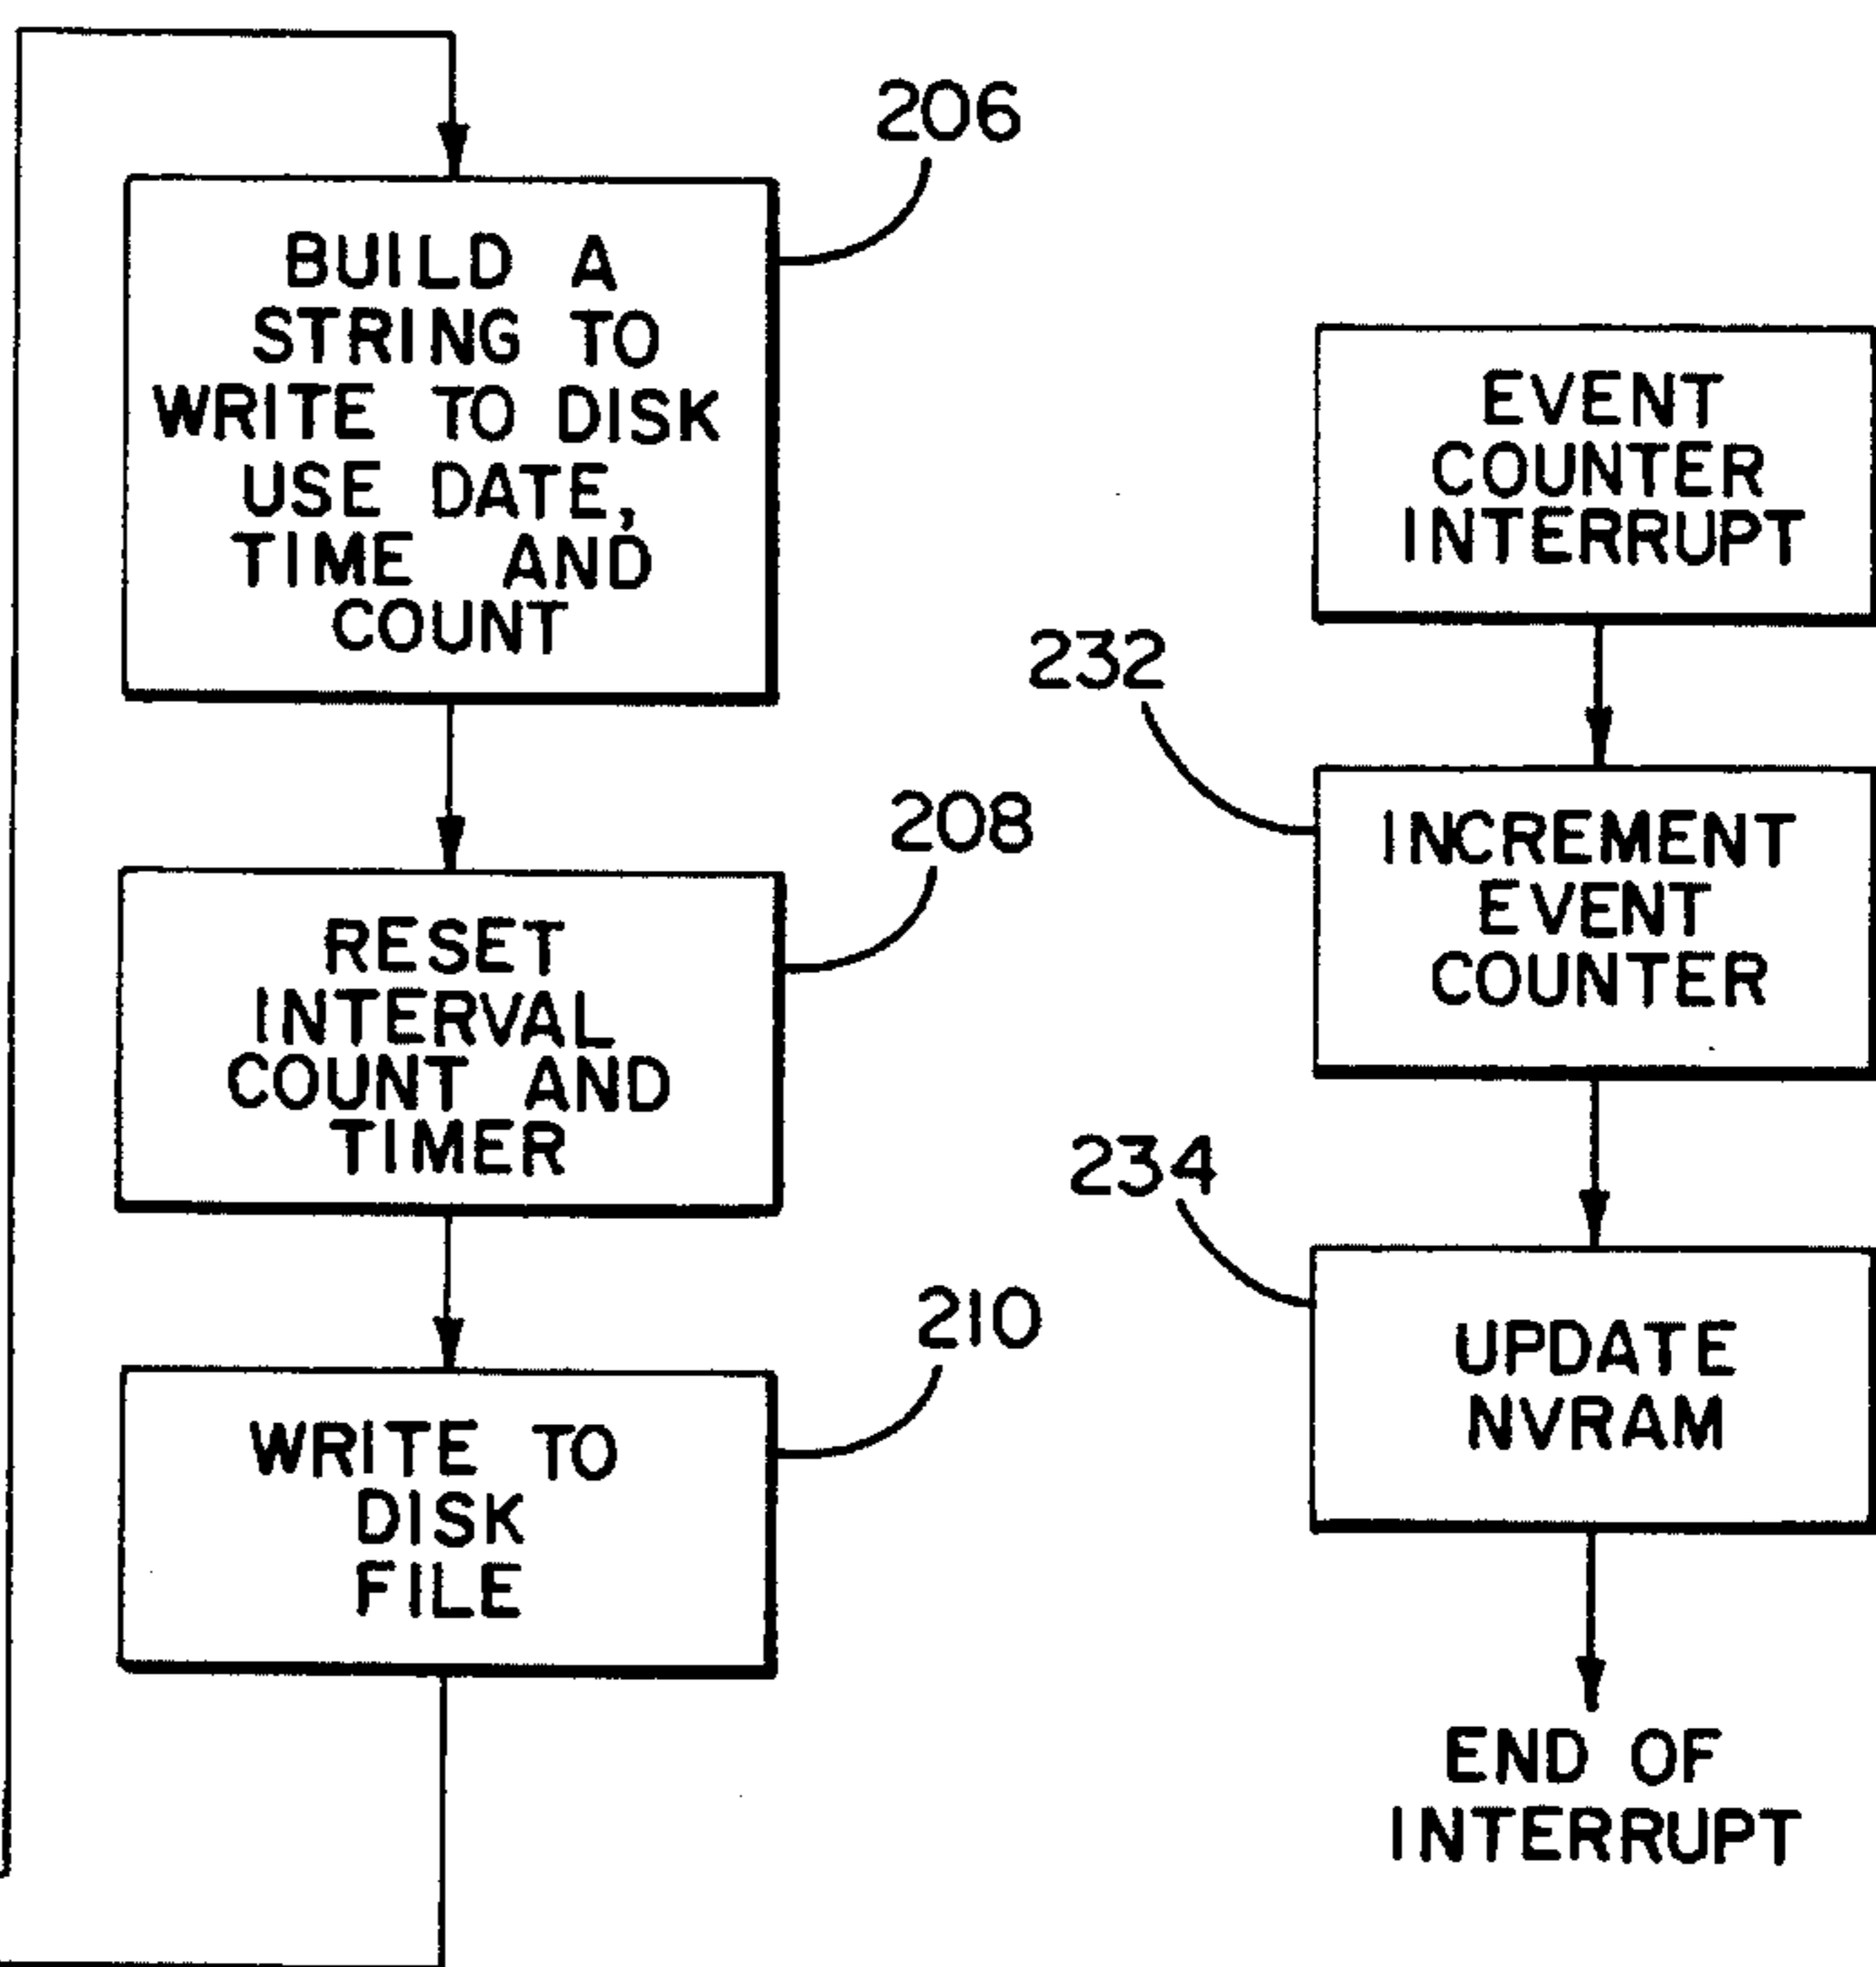 206
BUILD A
STRING TO
WRITE TO DISK
USE DATE,
TIME AND
COUNT
208
RESET
INTERVAL
COUNT AND
TIMER
210
WRITE TO
DISK
FILE
EVENT
COUNTER
INTERRUPT
232
INCREMENT
EVENT
COUNTER
234
UPDATE
NVRAM
END OF
INTERRUPT